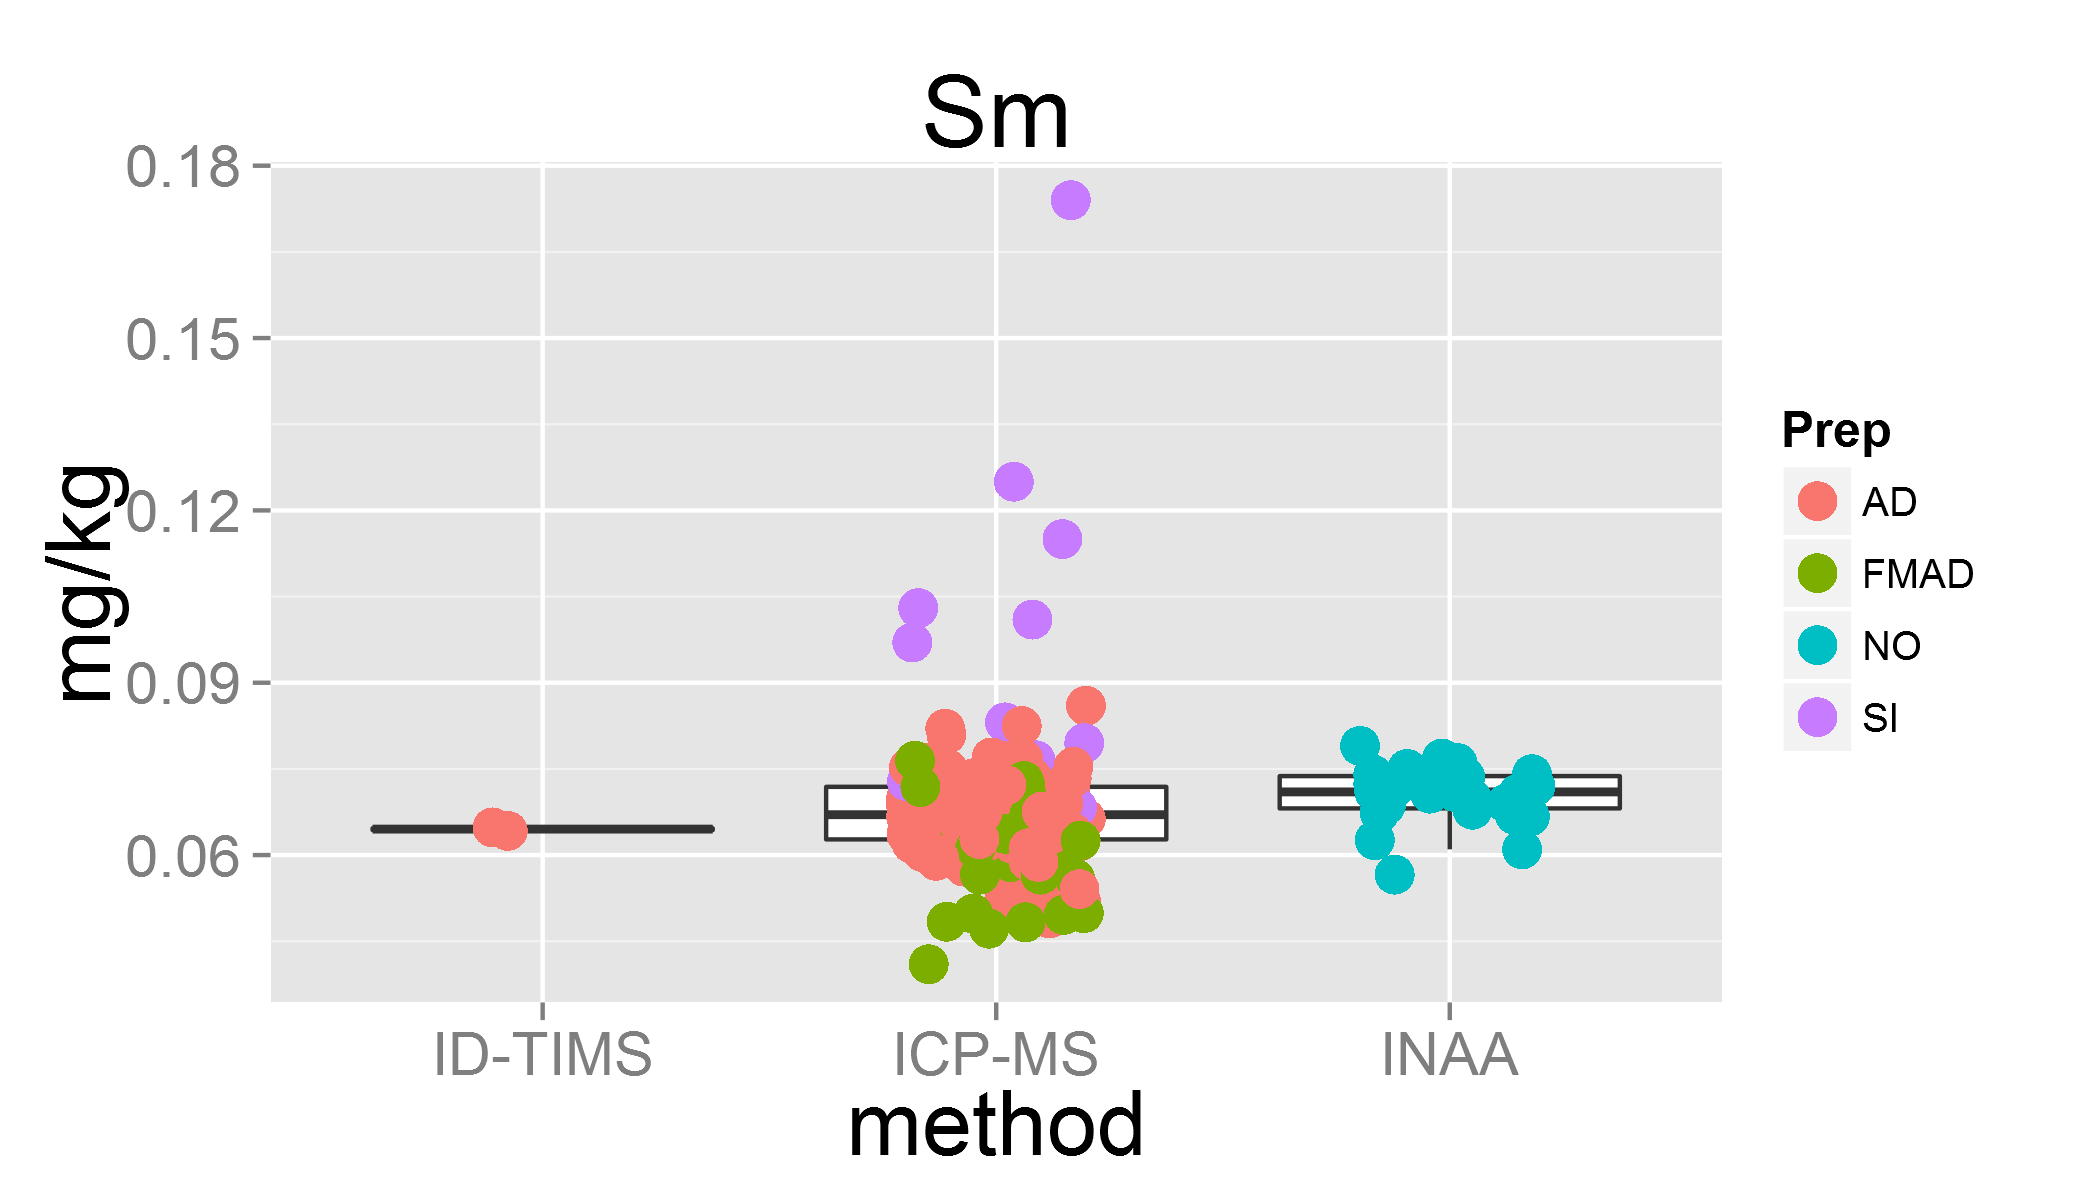 Sm
mg/kg
0.18
0.15
0.12
0.09
0.06
ID-TIMS
ICP-MS
INAA
method
Prep
AD
FMAD
NO
SI